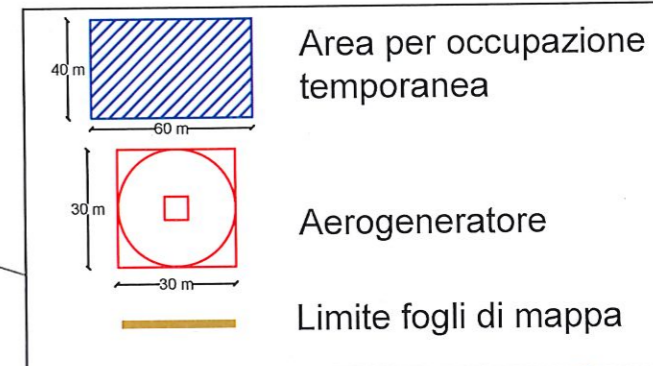 40 m
Area per occupazione
temporanea
60 m
30 m
Aerogeneratore
30 m
Limite fogli di mappa